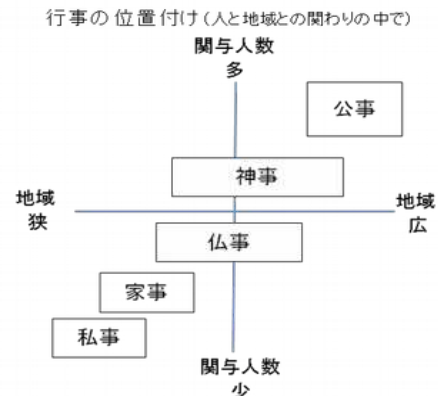 行事の位置付け(人と地域との関わりの中で)
関与人数
多
公事
神事
地域
狭
地域
広
仏事
家事
私事
関与人数
少